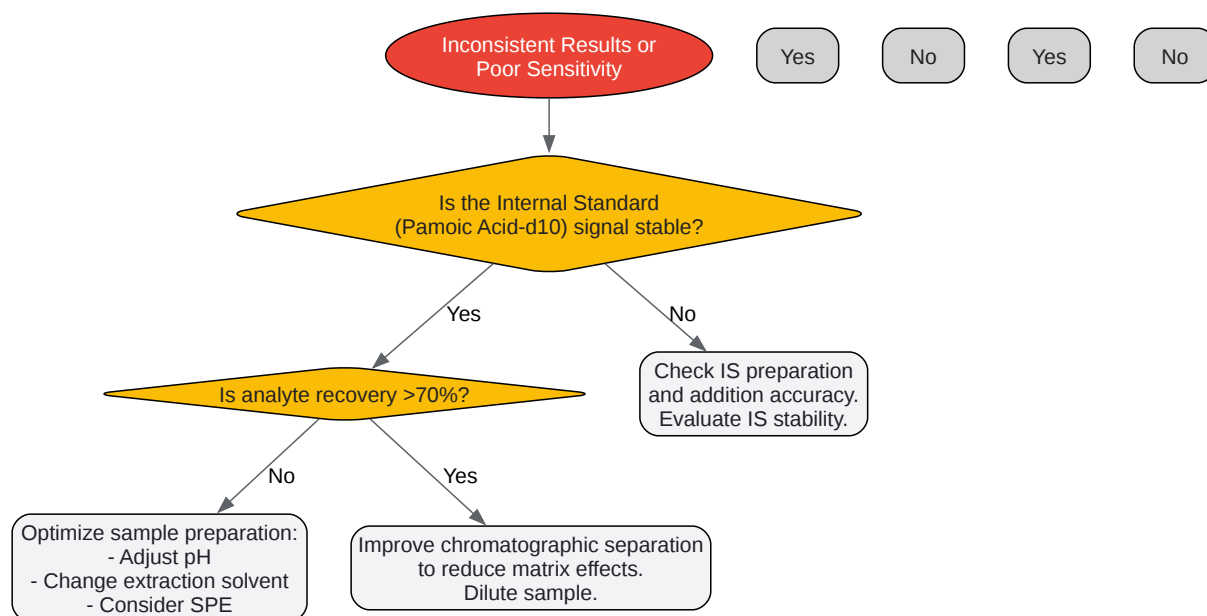 Inconsistent Results or
Poor Sensitivity
Yes
No
Yes
No
Is the Internal Standard
(Pamoic Acid-d10) signal stable?
Yes
No
Is analyte recovery >70%?
Check IS preparation
and addition accuracy.
Evaluate IS stability.
No
Yes
Optimize sample preparation:
- Adjust pH
- Change extraction solvent
- Consider SPE
Improve chromatographic separation
to reduce matrix effects.
Dilute sample.